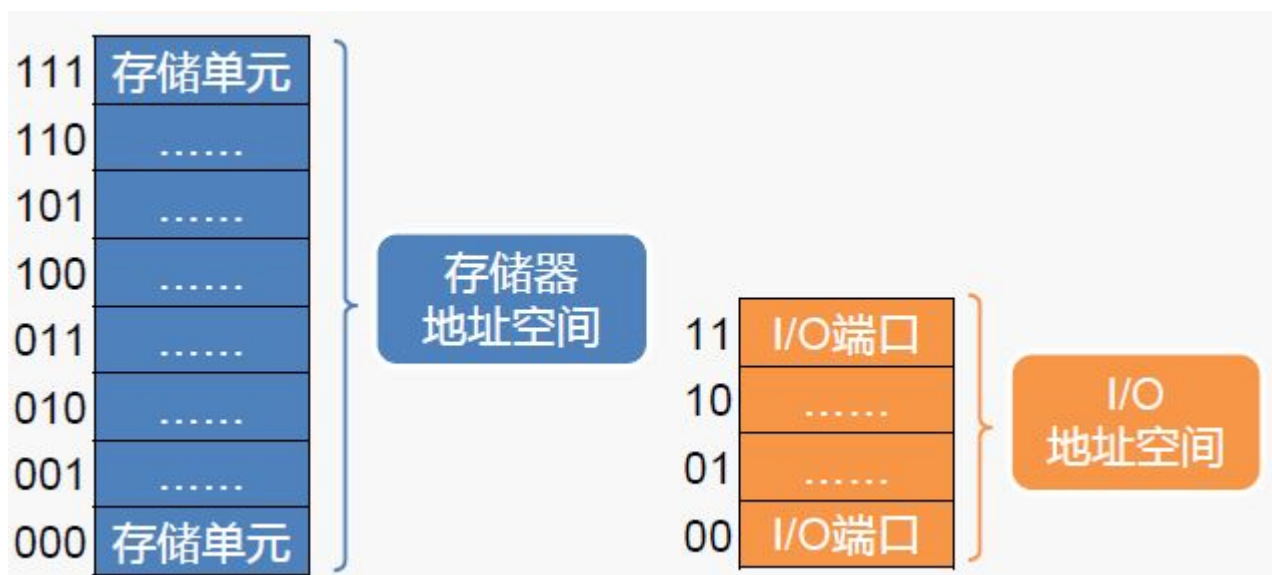 111 存储单元
110 ......
101 ......
100 ......
011 ......
010 ......
001 ......
000 存储单元
存储器
地址空间
11 I/O端口
10 ......
01 ......
00 I/O端口
I/O
地址空间